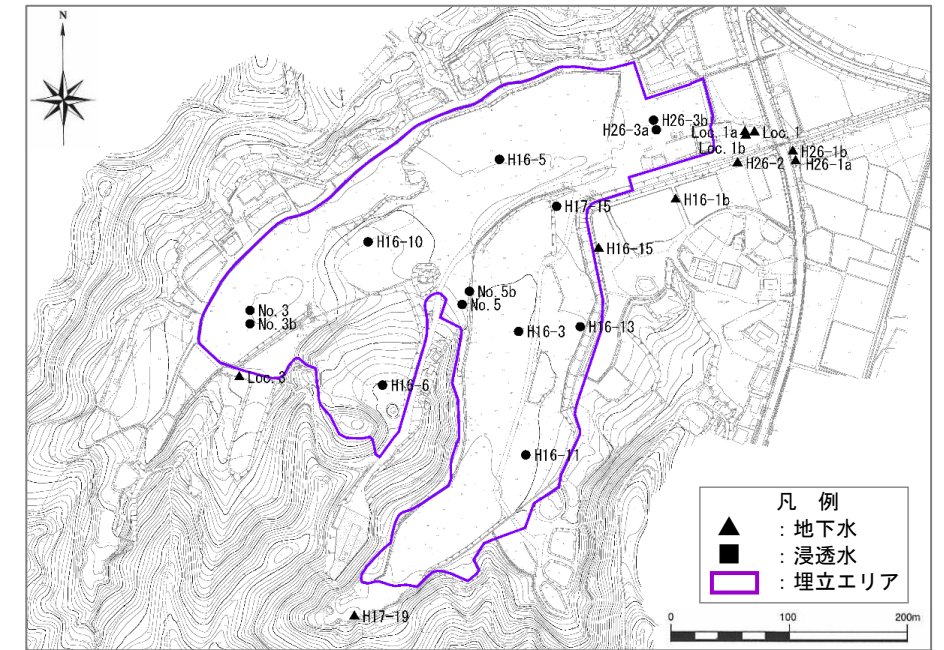 N
H26-3b
H26-3a
Loc. 1a
Loc. 1
Loc. 1b
H26-1b
H26-2
H26-1a
H16-5
H16-1b
H17-15
H16-10
H16-15
No. 5b
No. 5
No. 3
No. 3b
H16-3
H16-13
Loc. 3
H16-6
H16-11
H17-19
凡 例
:地下水
:浸透水
:埋立エリア
0 100 200m